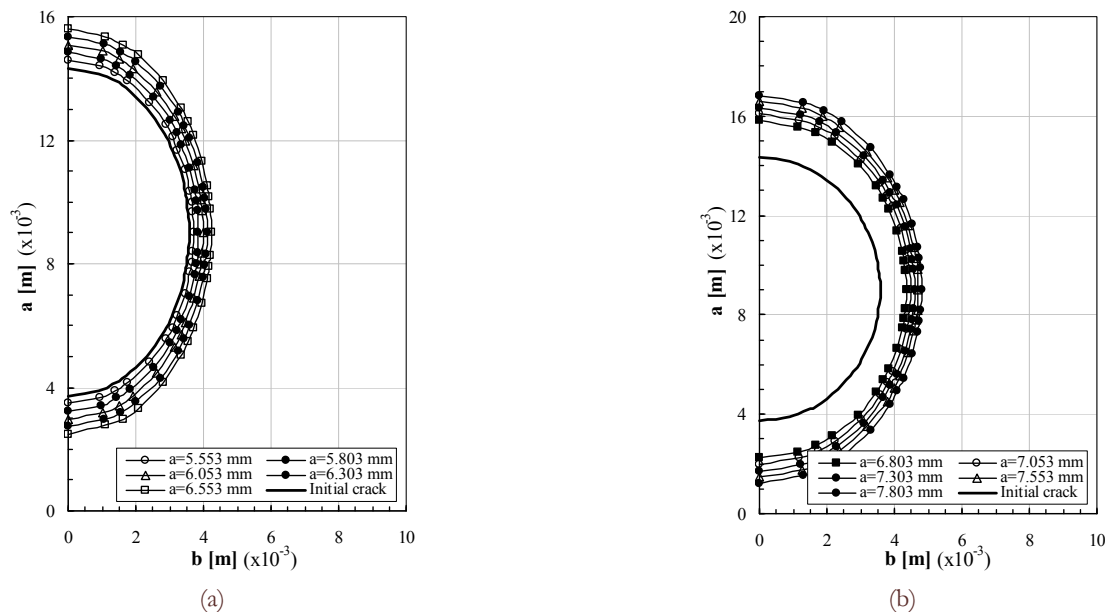 16
12
8
4
0
a [m] (x10-3)
a=5.553 mm
a=5.803 mm
a=6.053 mm
a=6.303 mm
a=6.553 mm
Initial crack
0 2 4 6 8 10
b [m] (x10-3)
(a)
20
16
12
8
4
0
a [m] (x10-3)
a=6.803 mm
a=7.053 mm
a=7.303 mm
a=7.553 mm
a=7.803 mm
Initial crack
0 2 4 6 8 10
b [m] (x10-3)
(b)